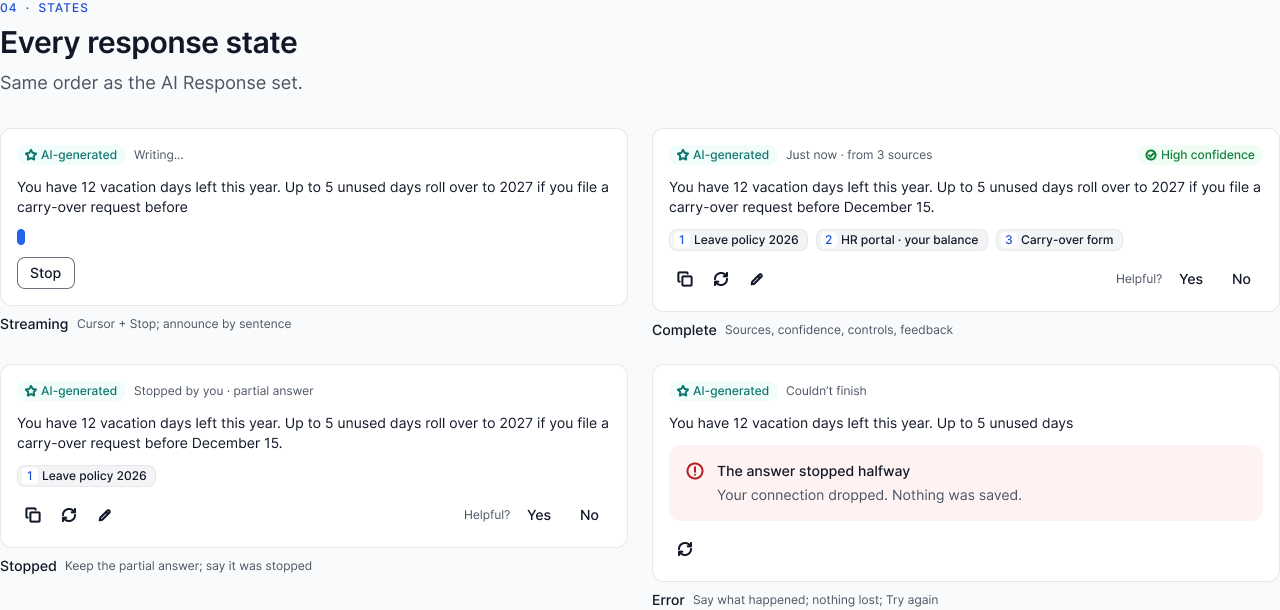 04 · STATES
Every response state
Same order as the AI Response set.
AI-generated Writing…
You have 12 vacation days left this year. Up to 5 unused days roll over to 2027 if you file a
carry-over request before
Stop
Streaming Cursor + Stop; announce by sentence
AI-generated Just now · from 3 sources High confidence
You have 12 vacation days left this year. Up to 5 unused days roll over to 2027 if you file a
carry-over request before December 15.
1 Leave policy 2026 2 HR portal · your balance 3 Carry-over form
Helpful? Yes No
Complete Sources, confidence, controls, feedback
AI-generated Stopped by you · partial answer
You have 12 vacation days left this year. Up to 5 unused days roll over to 2027 if you file a
carry-over request before December 15.
1 Leave policy 2026
Helpful? Yes No
Stopped Keep the partial answer; say it was stopped
AI-generated Couldn’t finish
You have 12 vacation days left this year. Up to 5 unused days
The answer stopped halfway
Your connection dropped. Nothing was saved.
Error Say what happened; nothing lost; Try again